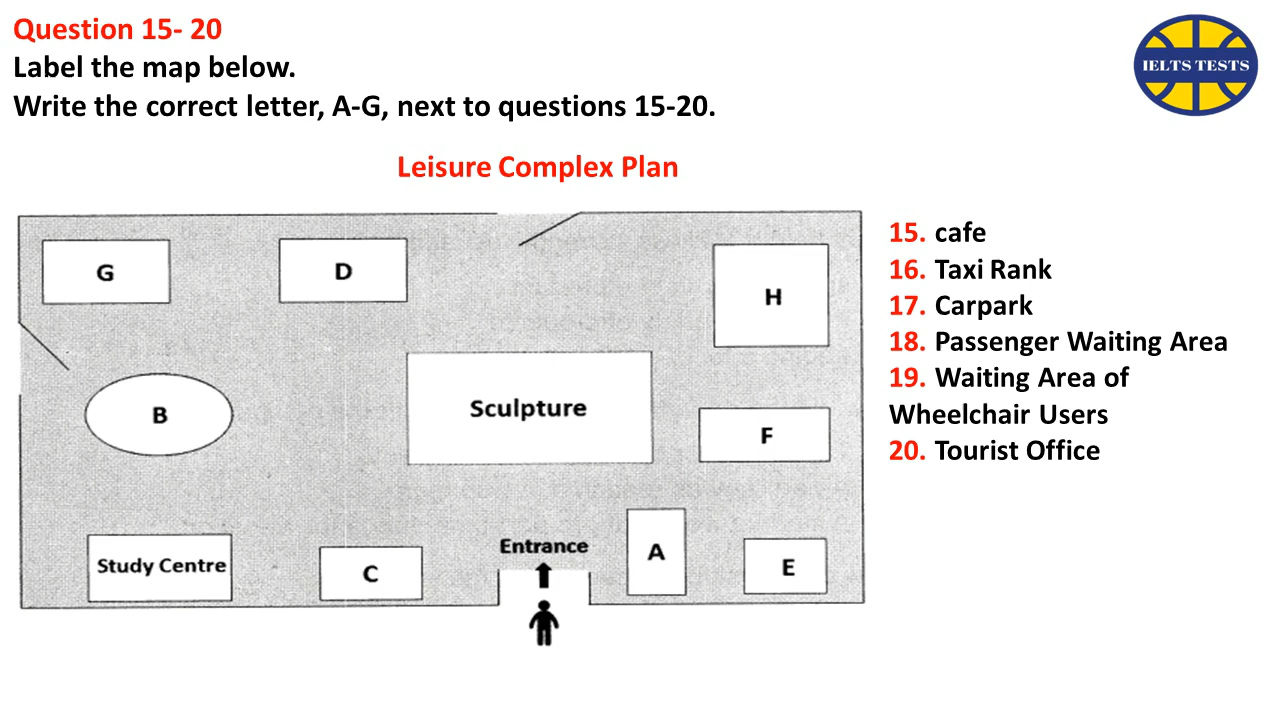 Question 15- 20
Label the map below.
Write the correct letter, A-G, next to questions 15-20.
IELTS TESTS
Leisure Complex Plan
G
D
H
B
Sculpture
F
Study Centre
C
Entrance
A
E
15. cafe
16. Taxi Rank
17. Carpark
18. Passenger Waiting Area
19. Waiting Area of
Wheelchair Users
20. Tourist Office